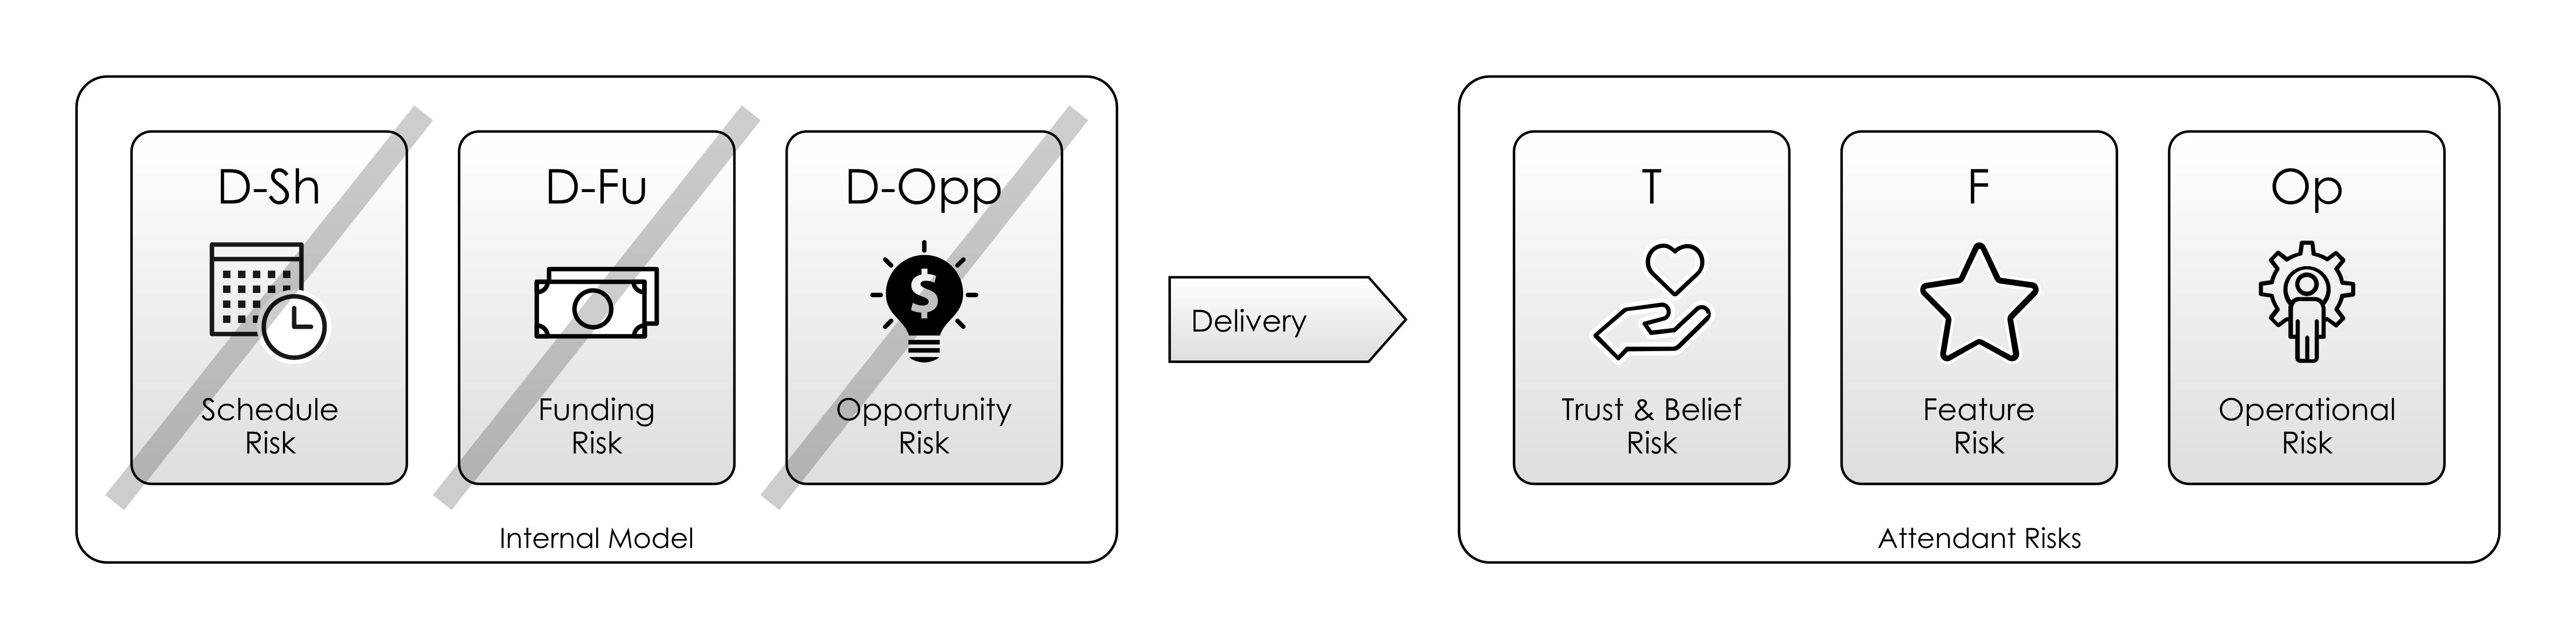 D-Sh
Schedule
Risk
D-Fu
Funding
Risk
D-Opp
$
Opportunity
Risk
Internal Model
Delivery
T
Trust & Belief
Risk
F
Feature
Risk
Op
Operational
Risk
Attendant Risks